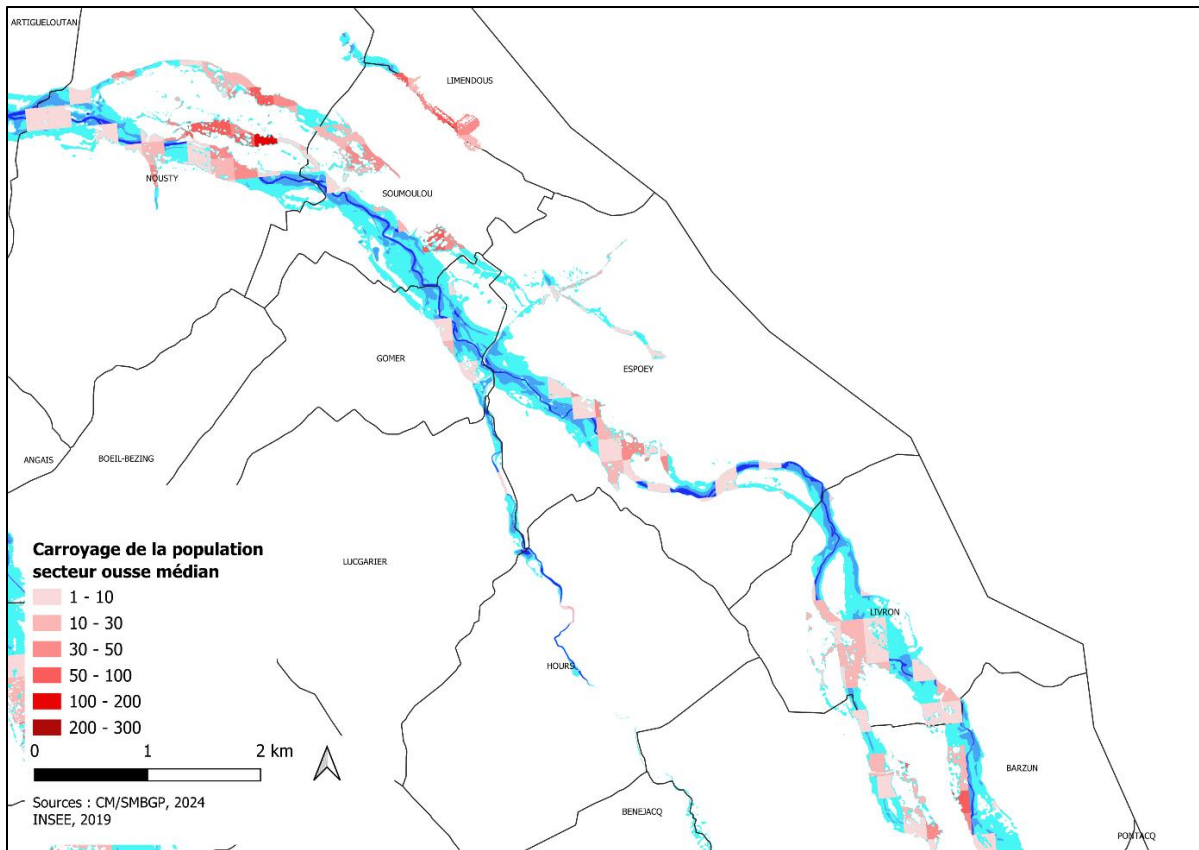 ARTIGUELOUTAN
LIMENDOUS
NOUSTY
SOUMOULOU
GOMER
ESPOEY
ANGAIS
BOEIL-BEZING
Carroyage de la population
secteur ousse médian
1 - 10
10 - 30
30 - 50
50 - 100
100 - 200
200 - 300
0 1 2 km
Sources : CM/SMBGP, 2024
INSEE, 2019
LUCGARIER
LIVRON
HOURS
BARZUN
BENEJACQ
PONTACQ